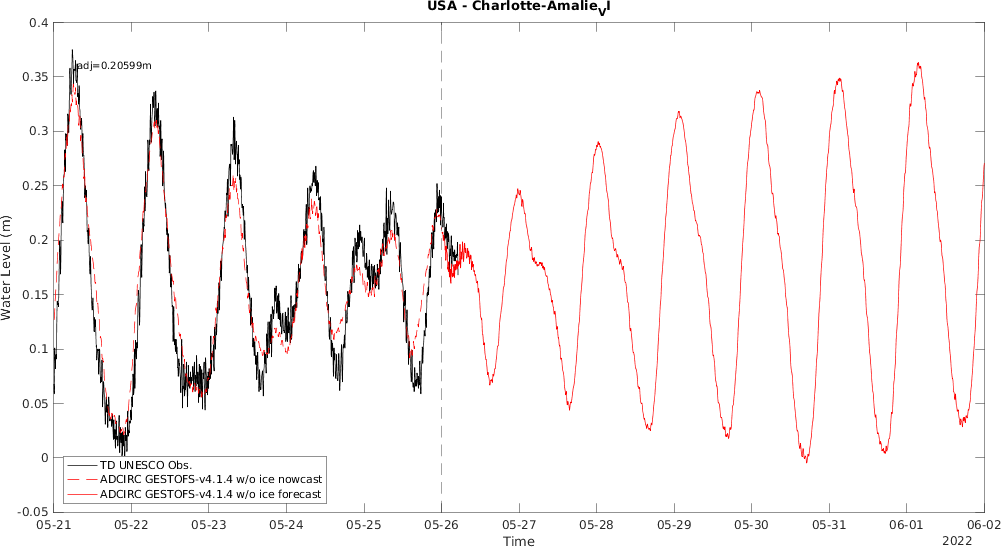 USA - Charlotte-Amalie_VI
adj=0.20599m
Water Level (m)
0.4
0.35
0.3
0.25
0.2
0.15
0.1
0.05
0
-0.05
TD UNESCO Obs.
ADCIRC GESTOFS-v4.1.4 w/o ice nowcast
ADCIRC GESTOFS-v4.1.4 w/o ice forecast
05-21 05-22 05-23 05-24 05-25 05-26 05-27 05-28 05-29 05-30 05-31 06-01 06-02
Time
2022